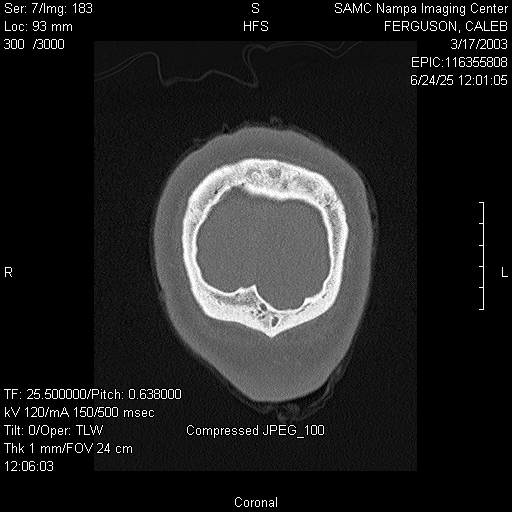 Ser: 7/Img: 183
Loc: 93 mm
300 /3000
S
HFS
SAMC Nampa Imaging Center
FERGUSON, CALEB
3/17/2003
EPIC:116355808
6/24/25 12:01:05
R
L
TF: 25.500000/Pitch: 0.638000
kV 120/mA 150/500 msec
Tilt: 0/Oper: TLW
Thk 1 mm/FOV 24 cm
12:06:03
Compressed JPEG_100
Coronal